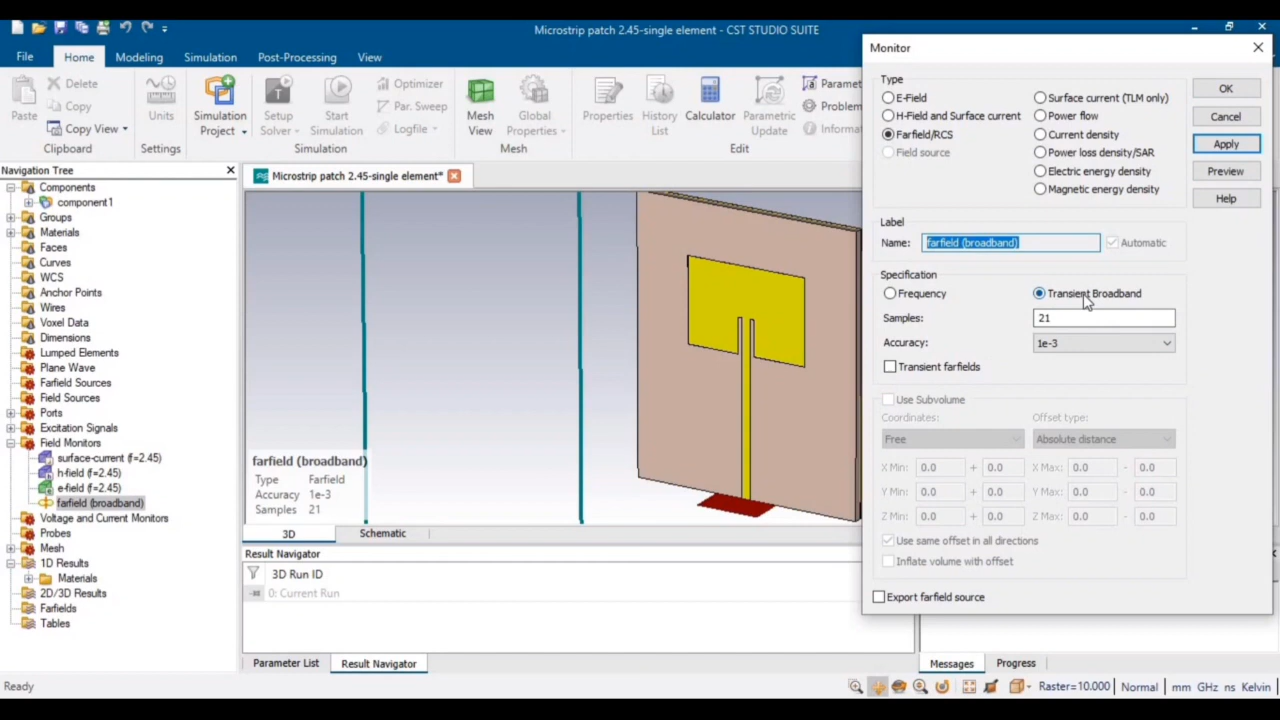 Microstrip patch 2.45-single element - CST STUDIO SUITE
File Home Modeling Simulation Post-Processing View
Paste
Delete
Copy
Copy View
Clipboard
Units
Settings
Simulation Project
Setup Solver
Start Simulation
Optimizer
Par. Sweep
Logfile
Simulation
Mesh View
Global Properties
Mesh
Properties
History List
Calculator
Parametric Update
Paramet
Problem
Informa
Edit
Navigation Tree
Components
component1
Groups
Materials
Faces
Curves
WCS
Anchor Points
Wires
Voxel Data
Dimensions
Lumped Elements
Plane Wave
Farfield Sources
Field Sources
Ports
Excitation Signals
Field Monitors
surface-current (f=2.45)
h-field (f=2.45)
e-field (f=2.45)
farfield (broadband)
Voltage and Current Monitors
Probes
Mesh
1D Results
Materials
2D/3D Results
Farfields
Tables
Microstrip patch 2.45-single element*
farfield (broadband)
Type Farfield
Accuracy 1e-3
Samples 21
3D Schematic
Result Navigator
3D Run ID
0: Current Run
Parameter List Result Navigator
Messages Progress
Monitor
Type
E-Field
H-Field and Surface current
Farfield/RCS
Field source
Surface current (TLM only)
Power flow
Current density
Power loss density/SAR
Electric energy density
Magnetic energy density
OK
Cancel
Apply
Preview
Help
Label
Name: farfield (broadband) Automatic
Specification
Frequency Transient Broadband
Samples: 21
Accuracy: 1e-3
Transient farfields
Use Subvolume
Coordinates: Offset type:
Free Absolute distance
X Min: 0.0 + 0.0 X Max: 0.0 - 0.0
Y Min: 0.0 + 0.0 Y Max: 0.0 - 0.0
Z Min: 0.0 + 0.0 Z Max: 0.0 - 0.0
Use same offset in all directions
Inflate volume with offset
Export farfield source
Ready
Raster=10.000 Normal mm GHz ns Kelvin